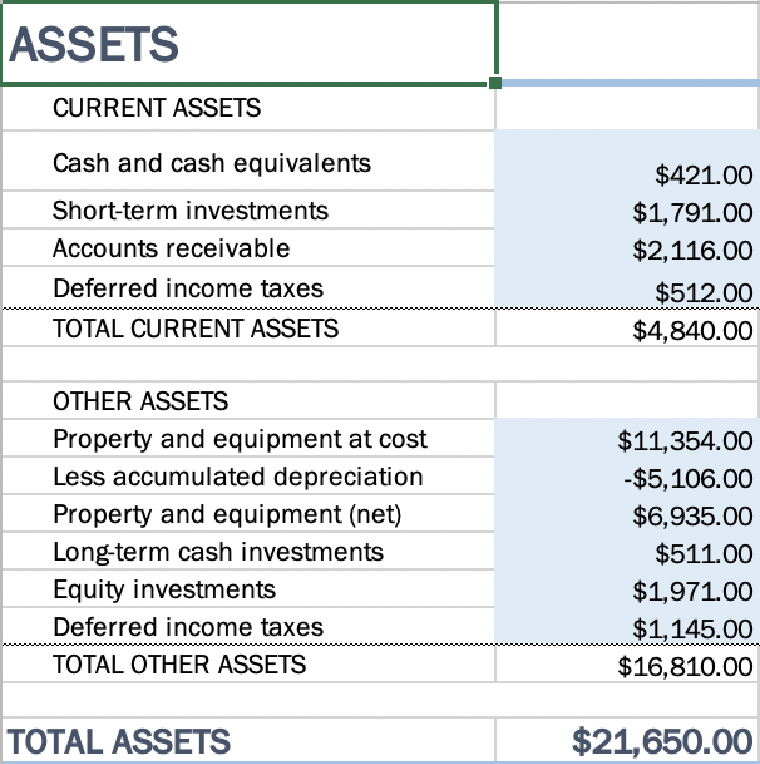 ASSETS
CURRENT ASSETS
Cash and cash equivalents $421.00
Short-term investments $1,791.00
Accounts receivable $2,116.00
Deferred income taxes $512.00
TOTAL CURRENT ASSETS $4,840.00
OTHER ASSETS
Property and equipment at cost $11,354.00
Less accumulated depreciation -$5,106.00
Property and equipment (net) $6,935.00
Long-term cash investments $511.00
Equity investments $1,971.00
Deferred income taxes $1,145.00
TOTAL OTHER ASSETS $16,810.00
TOTAL ASSETS $21,650.00